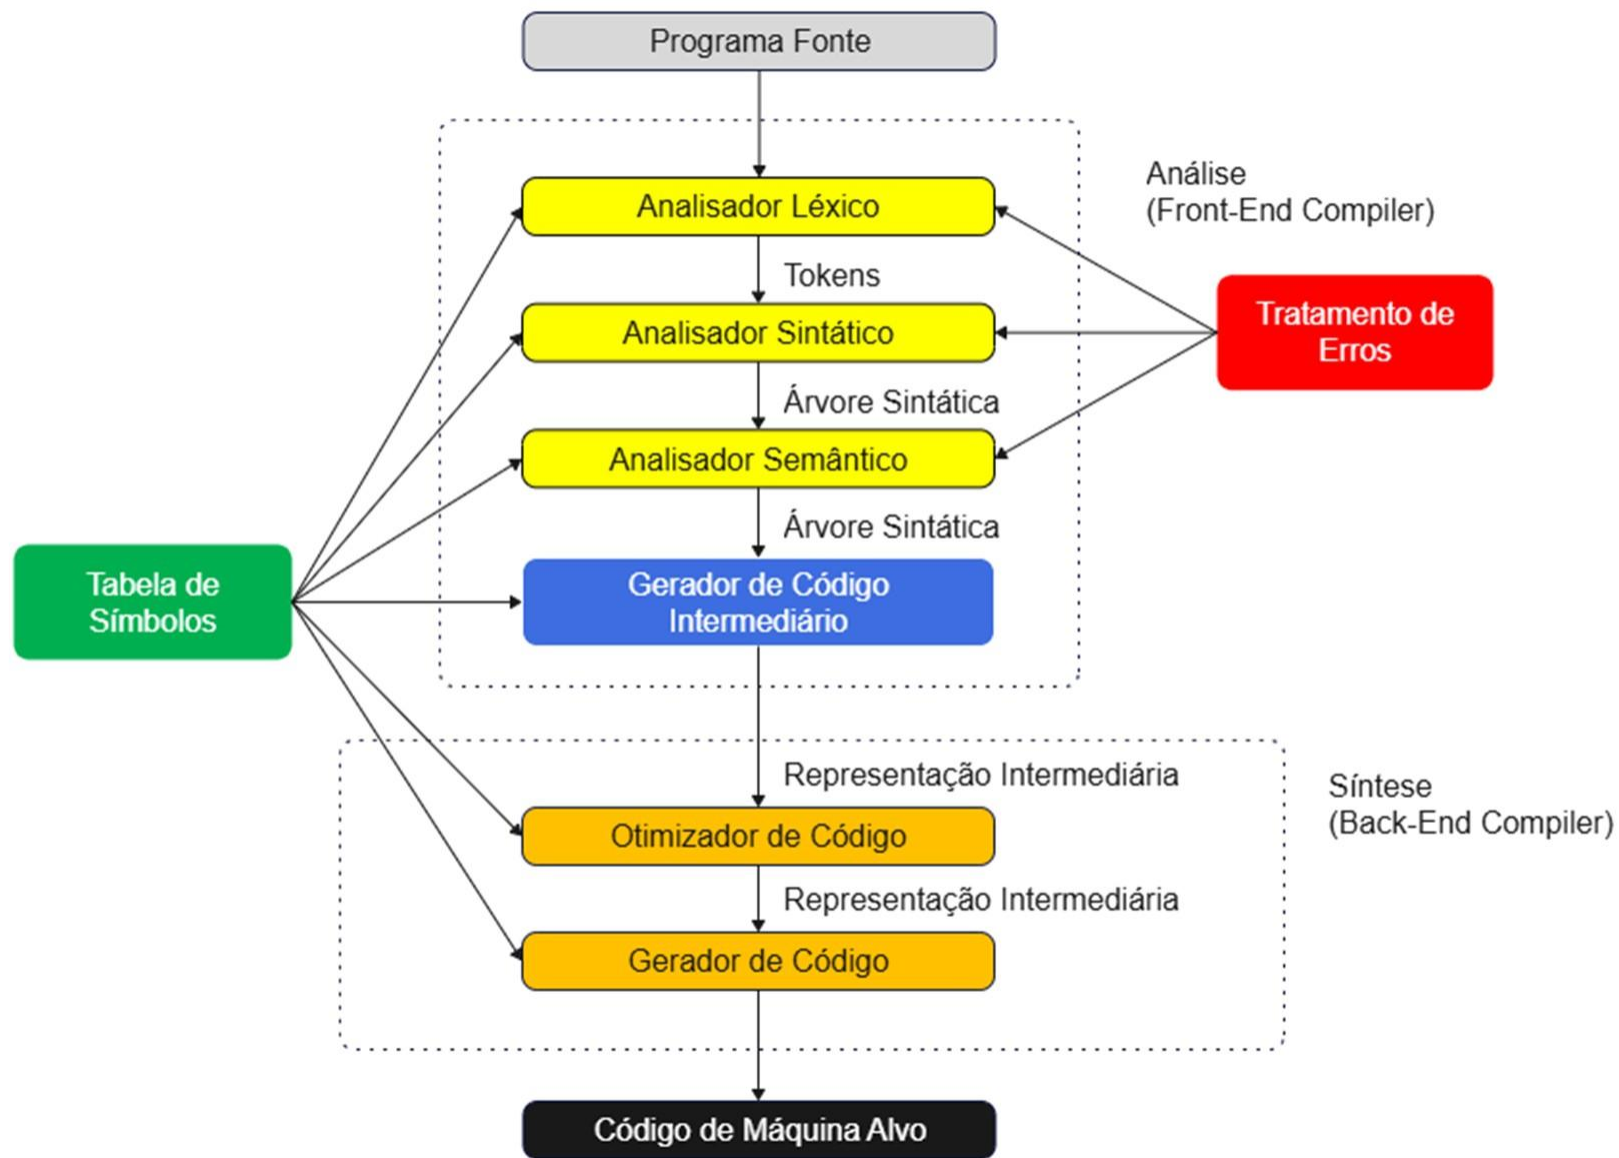 Programa Fonte
Análise
(Front-End Compiler)
Analisador Léxico
Tokens
Tratamento de
Erros
Analisador Sintático
Árvore Sintática
Analisador Semântico
Árvore Sintática
Tabela de
Símbolos
Gerador de Código
Intermediário
Representação Intermediária
Síntese
(Back-End Compiler)
Otimizador de Código
Representação Intermediária
Gerador de Código
Código de Máquina Alvo